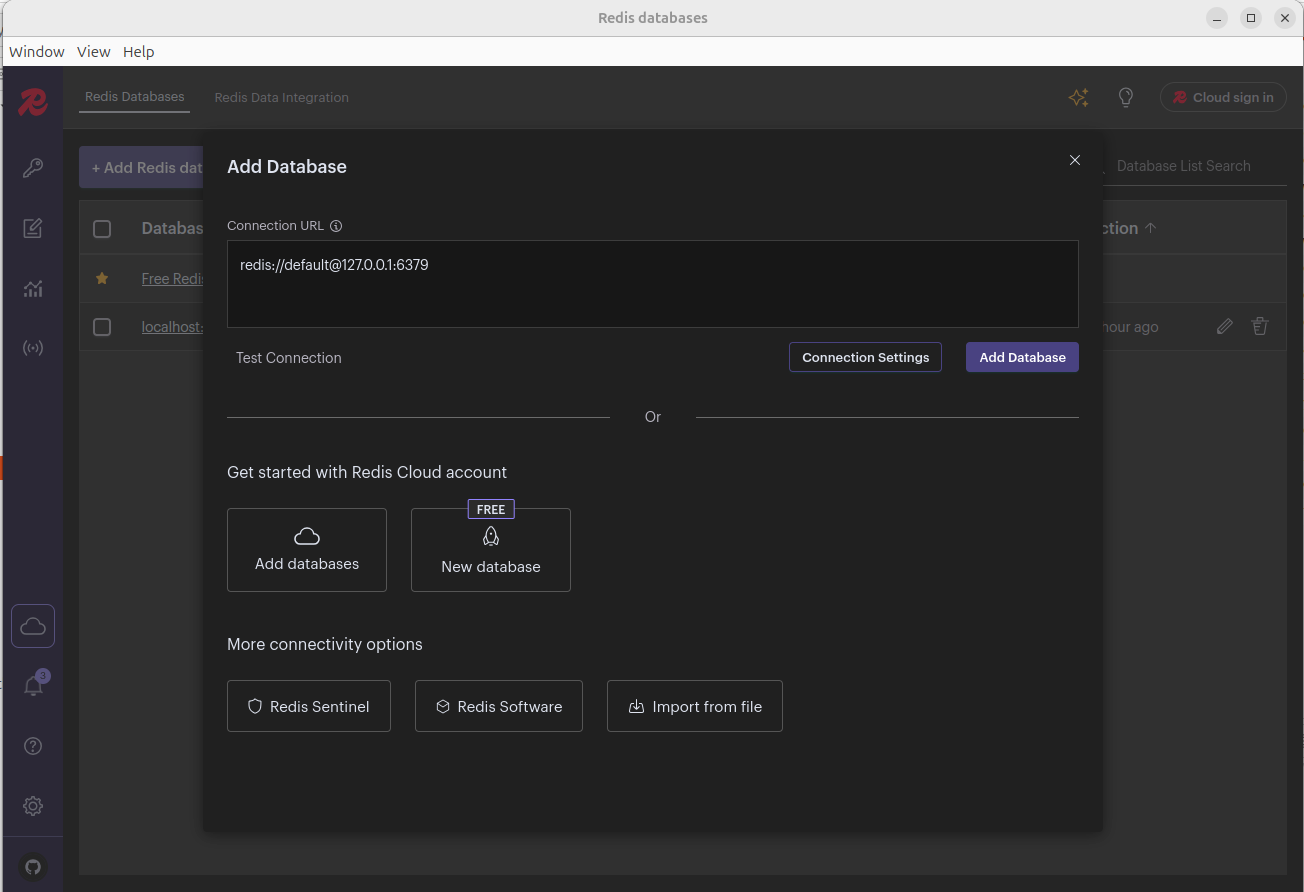 Redis databases
Window View Help
Redis Databases
Redis Data Integration
Cloud sign in
+ Add Redis dat
Database List Search
Add Database
Connection URL
redis://default@127.0.0.1:6379
Test Connection
Connection Settings
Add Database
Or
Get started with Redis Cloud account
Add databases
FREE
New database
More connectivity options
Redis Sentinel
Redis Software
Import from file
Databas
ction
Free Redis
localhost:
hour ago
3